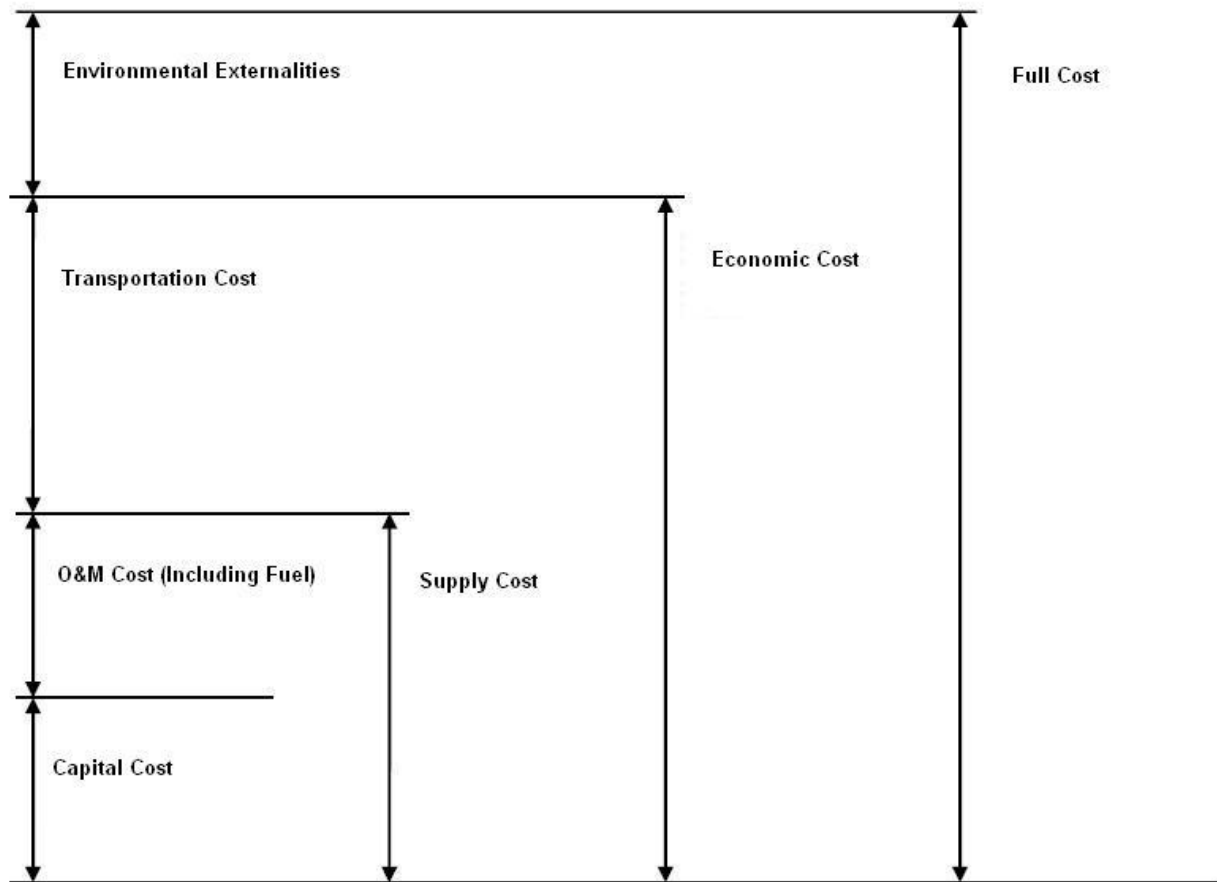 Environmental Externalities
Full Cost
Economic Cost
Transportation Cost
O&M Cost (Including Fuel)
Supply Cost
Capital Cost